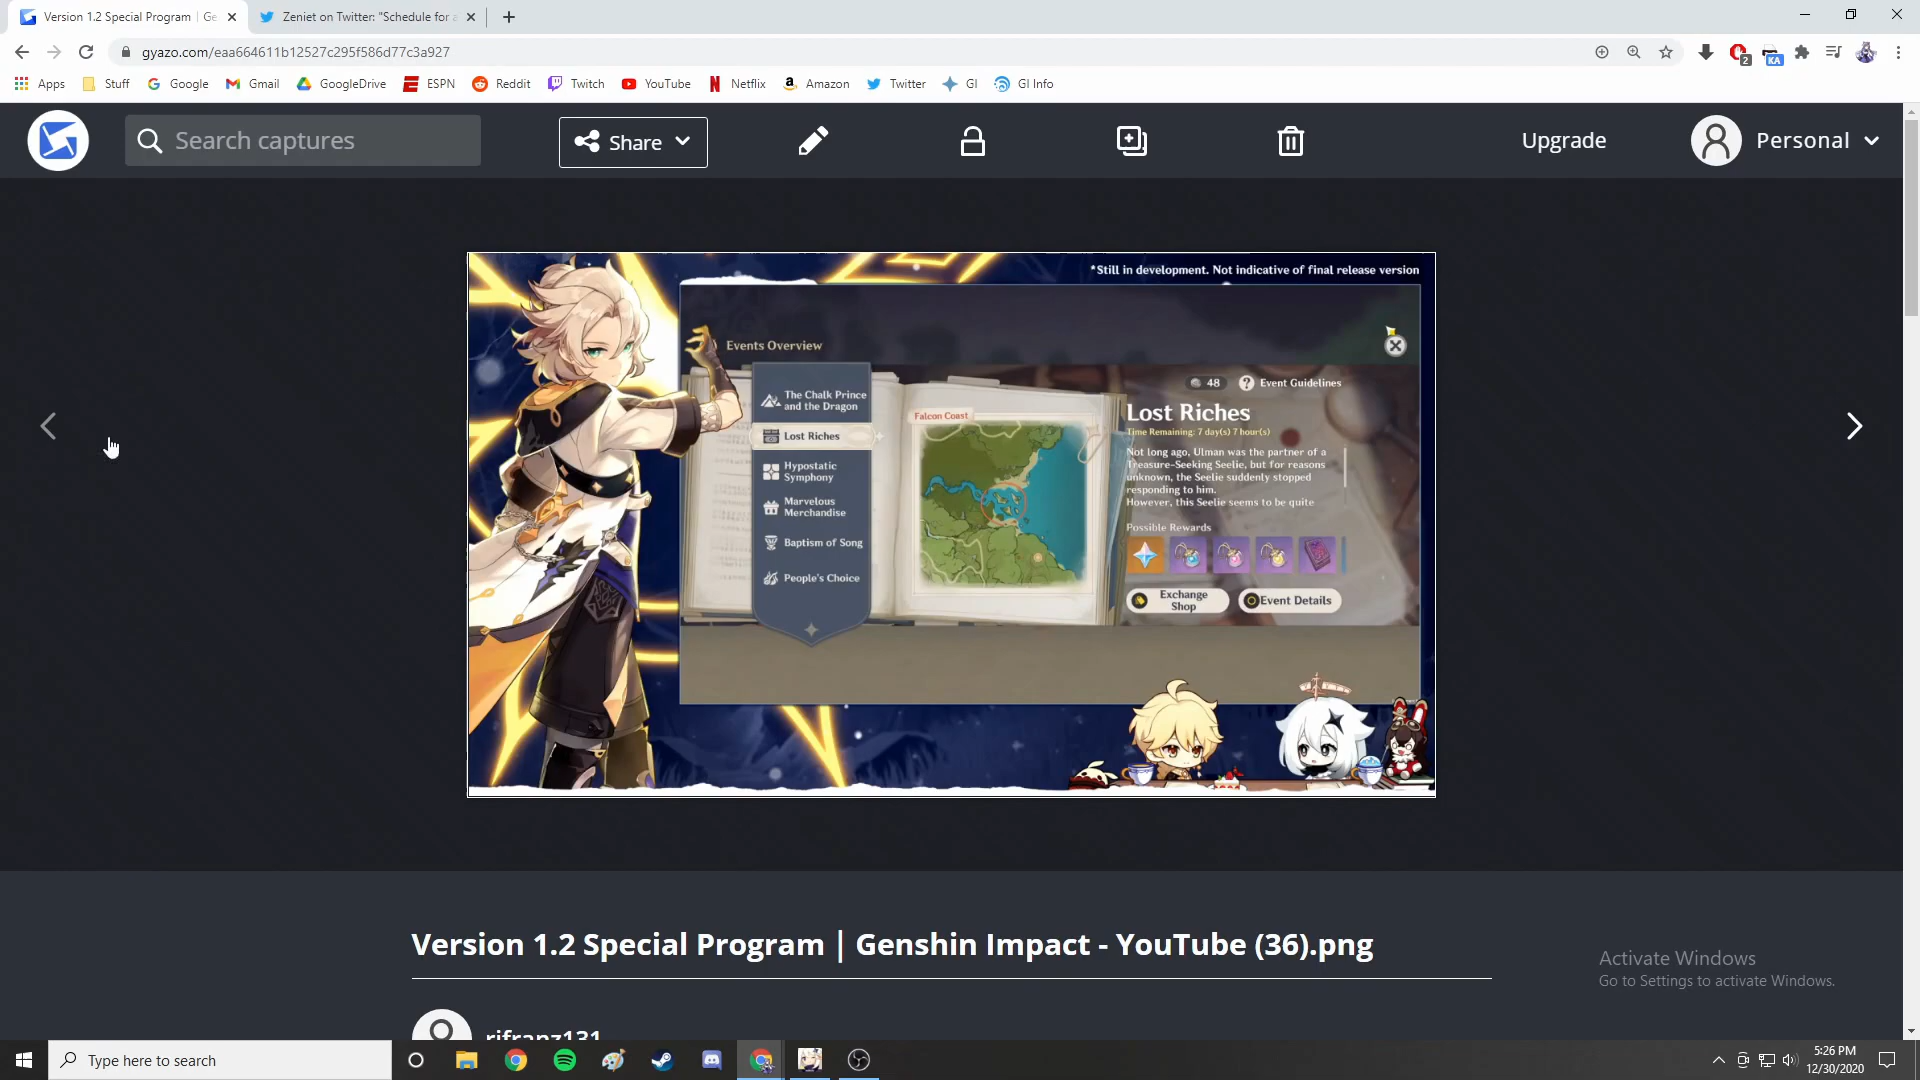 Version 1.2 Special Program | Ge
Zeniet on Twitter: "Schedule for a
gyazo.com/eaa664611b12527c295f586d77c3a927
2
KA
Apps
Stuff
Google
Gmail
GoogleDrive
ESPN
Reddit
Twitch
YouTube
Netflix
Amazon
Twitter
GI
GI Info
Search captures
Share
Upgrade
Personal
*Still in development. Not indicative of final release version
Events Overview
The Chalk Prince
and the Dragon
Lost Riches
Hypostatic
Symphony
Marvelous
Merchandise
Baptism of Song
People's Choice
Falcon Coast
48
? Event Guidelines
Lost Riches
Time Remaining: 7 day(s) 7 hour(s)
Not long ago, Ulman was the partner of a
Treasure-Seeking Seelie, but for reasons
unknown, the Seelie suddenly stopped
responding to him.
However, this Seelie seems to be quite
Possible Rewards
Exchange
Shop
Event Details
Version 1.2 Special Program | Genshin Impact - YouTube (36).png
rifranz131
Activate Windows
Go to Settings to activate Windows.
Type here to search
5:26 PM
12/30/2020